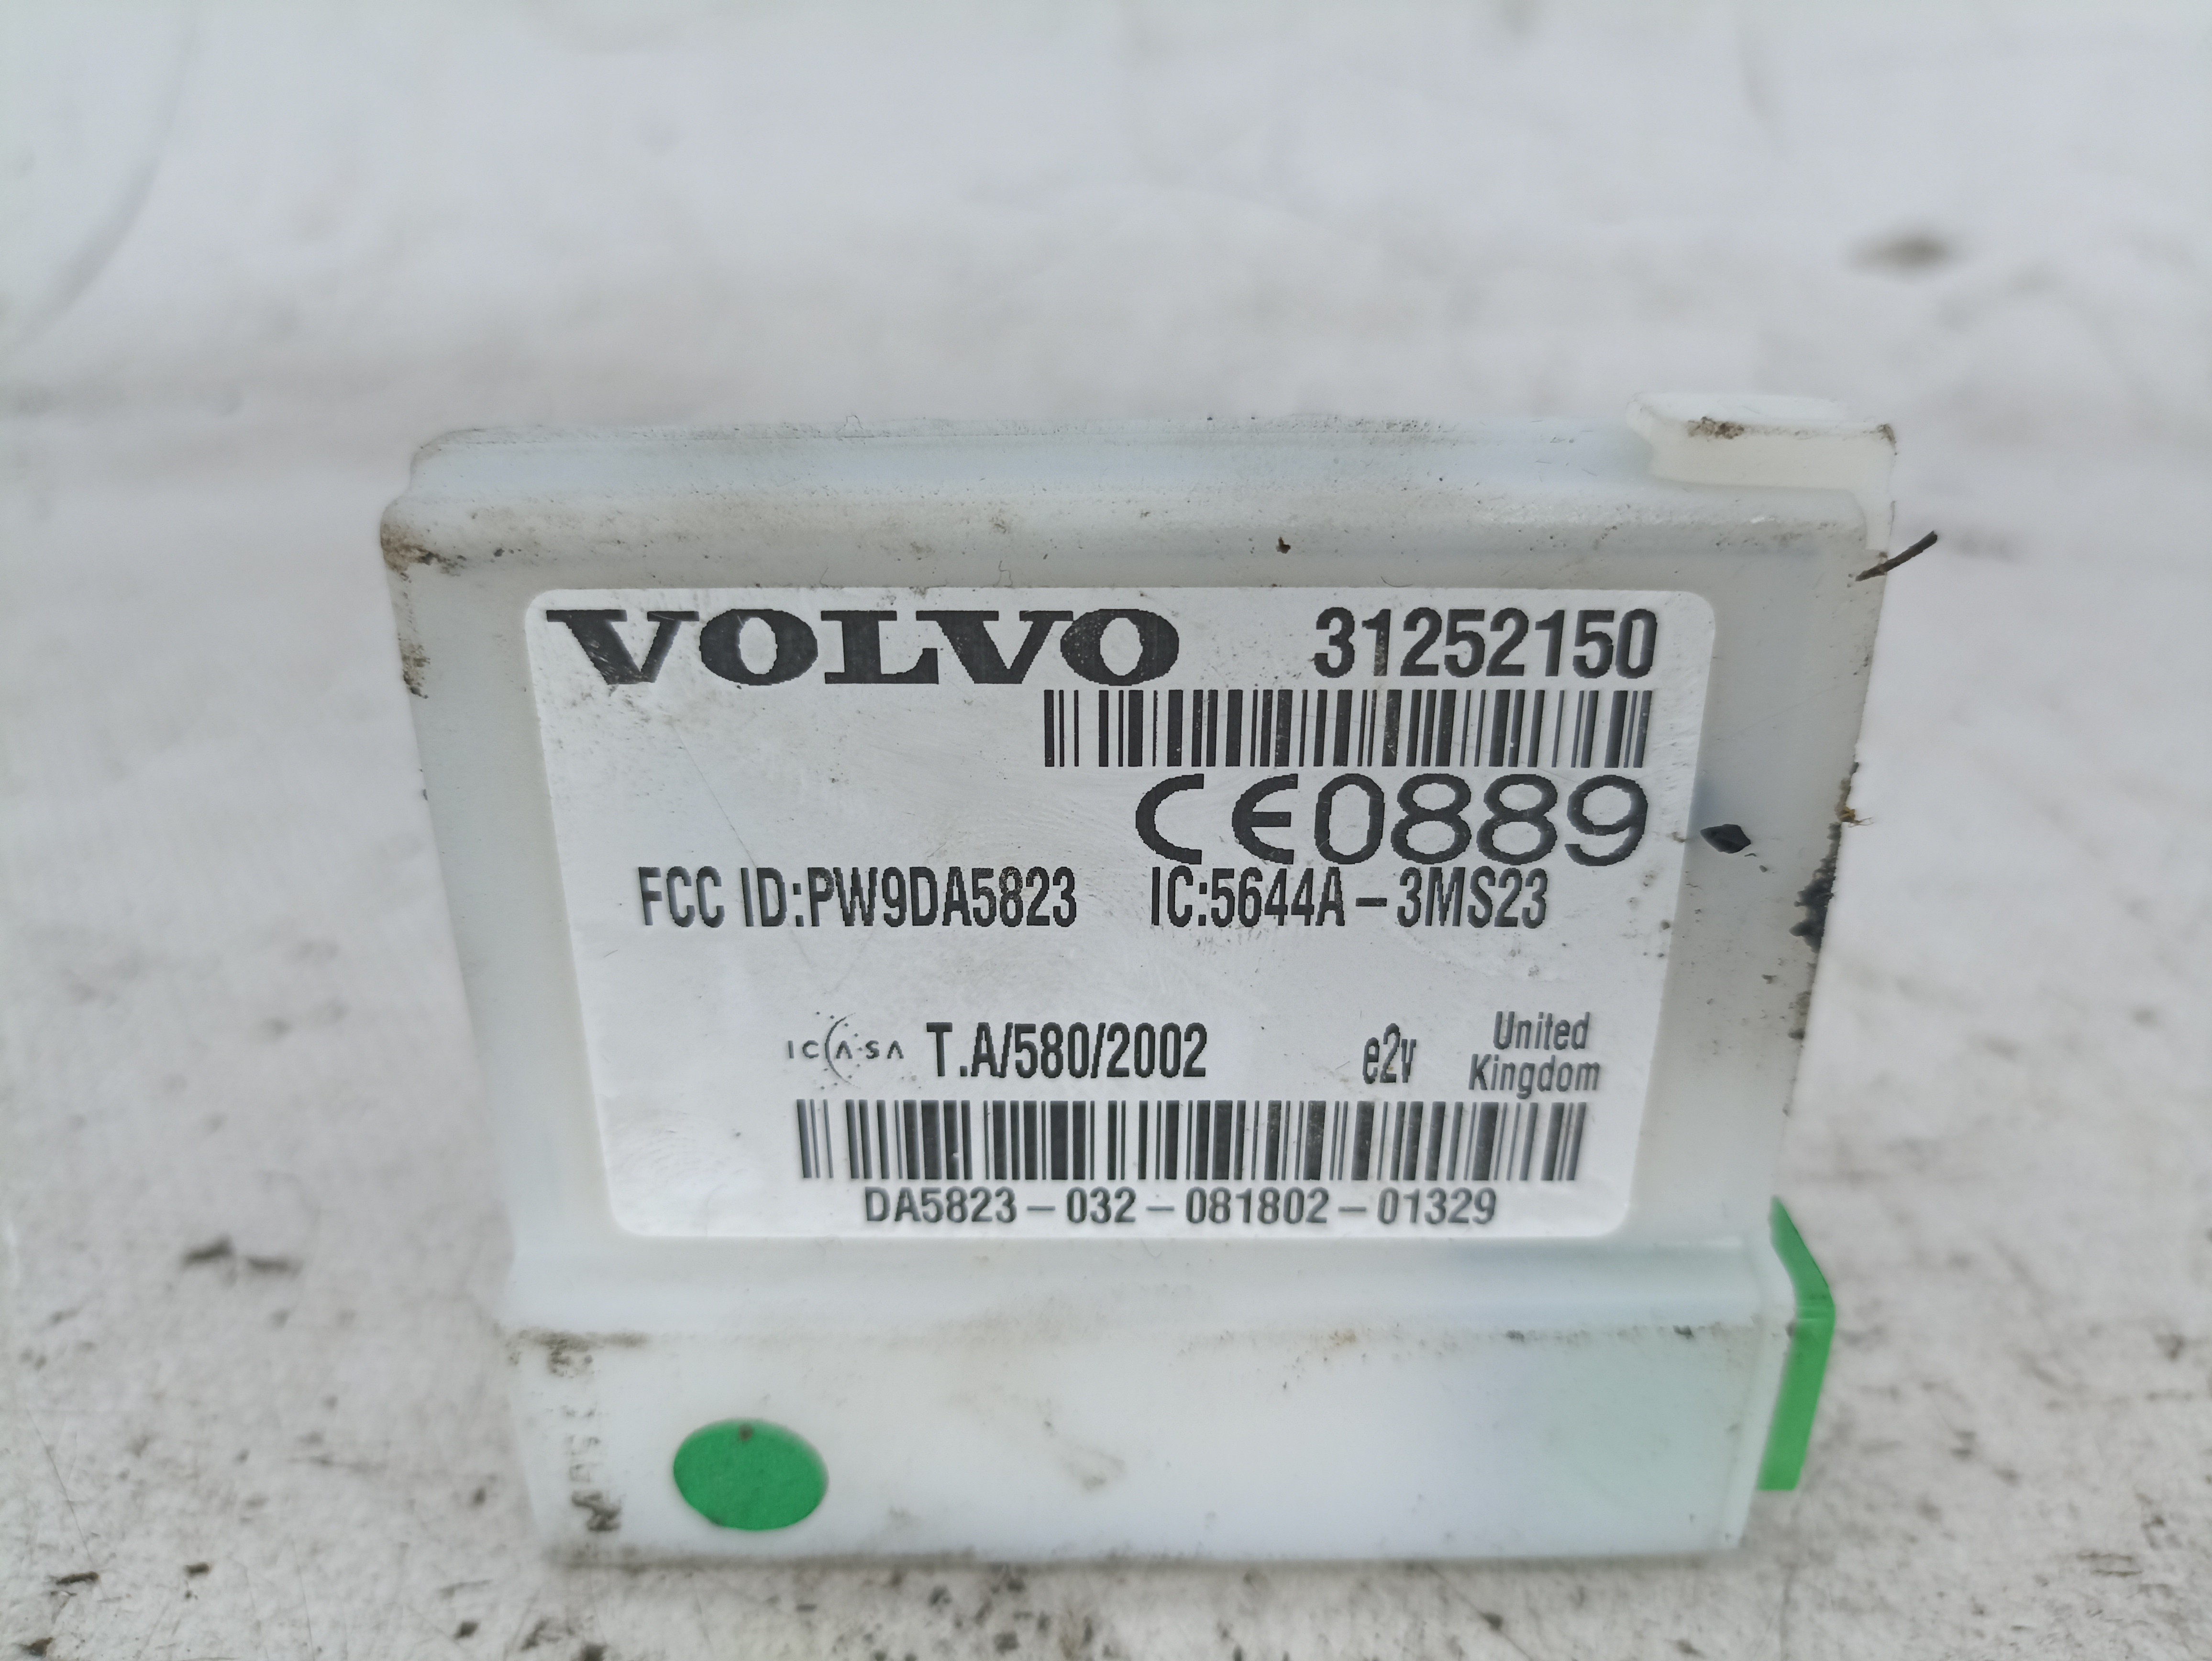 VOLVO 31252150
CE0889
FCC ID:PW9DA5823 IC:5644A-3MS23
ICASA T.A/580/2002 e2v United
Kingdom
DA5823-032-081802-01329